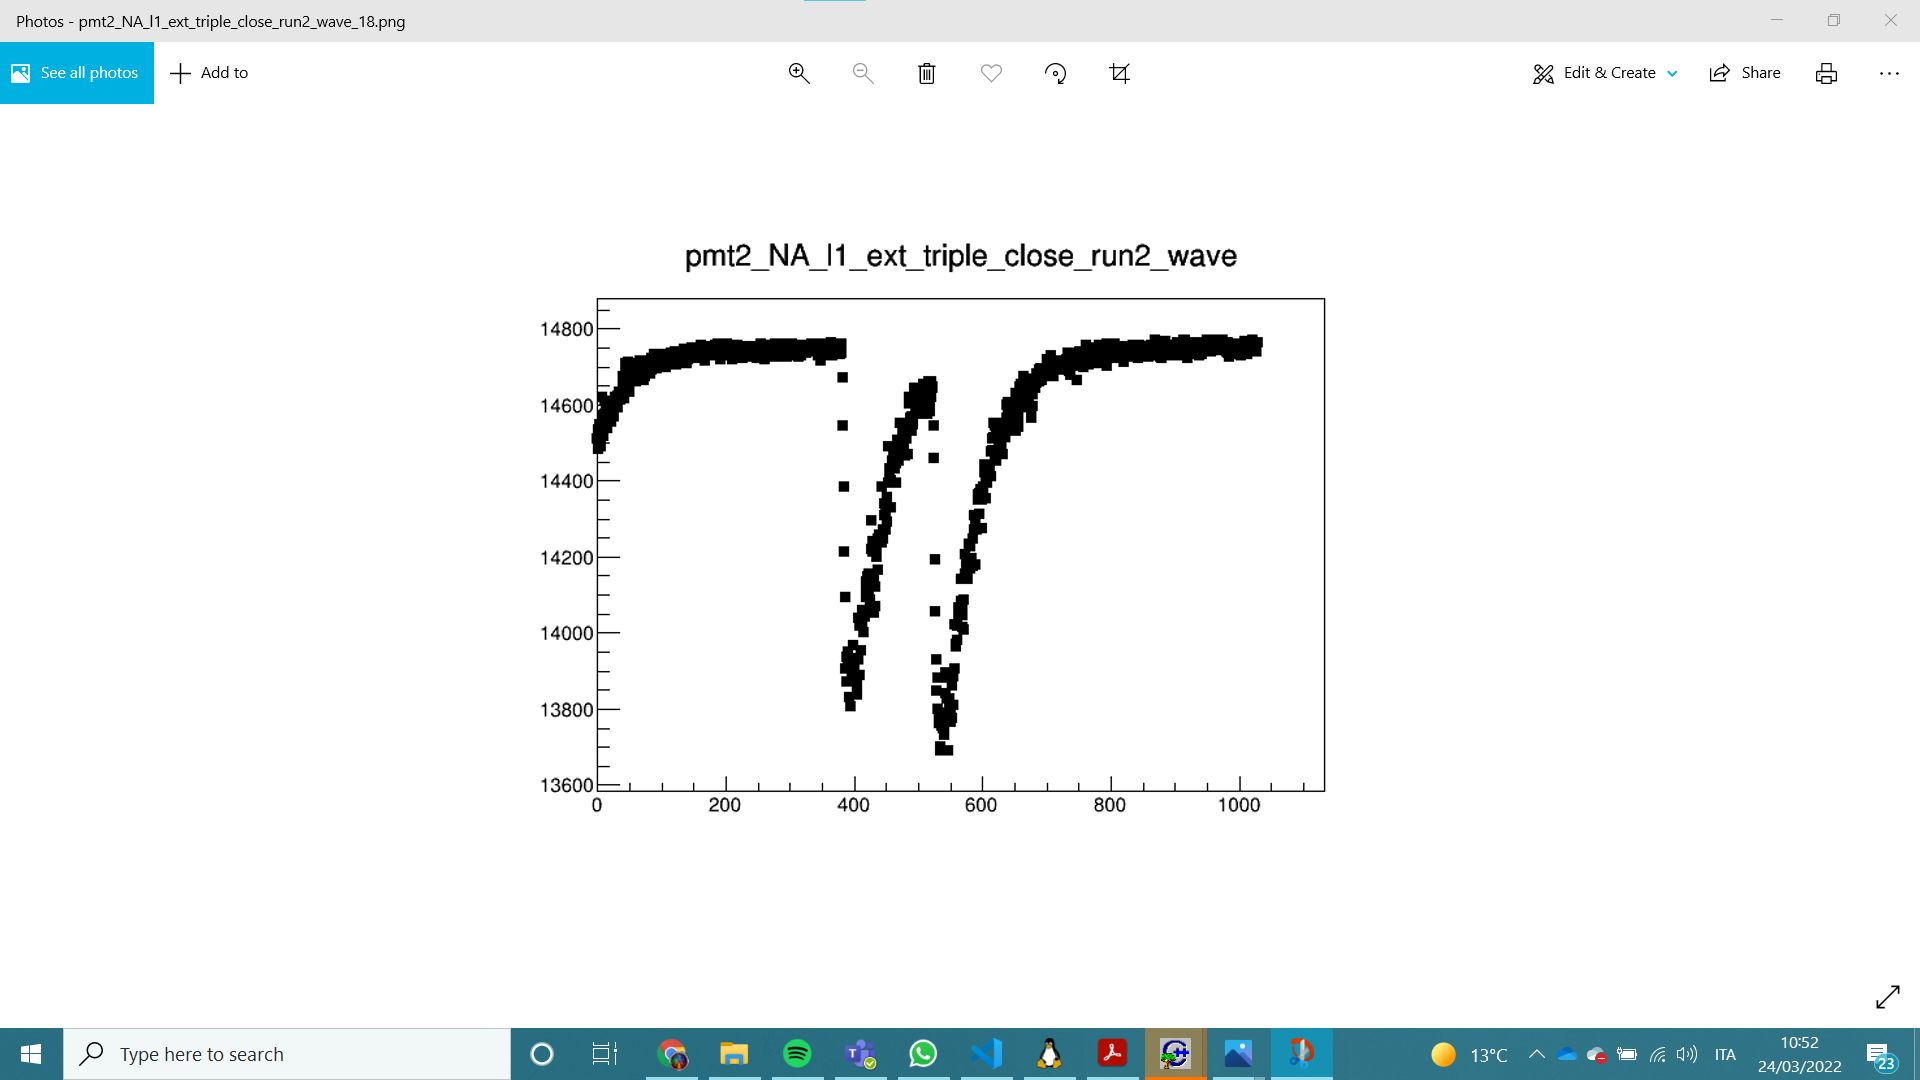 Photos - pmt2_NA_l1_ext_triple_close_run2_wave_18.png
See all photos
Add to
Edit & Create
Share
pmt2_NA_l1_ext_triple_close_run2_wave
14800
14600
14400
14200
14000
13800
13600
0 200 400 600 800 1000
Type here to search
13°C
ITA
10:52
24/03/2022
23